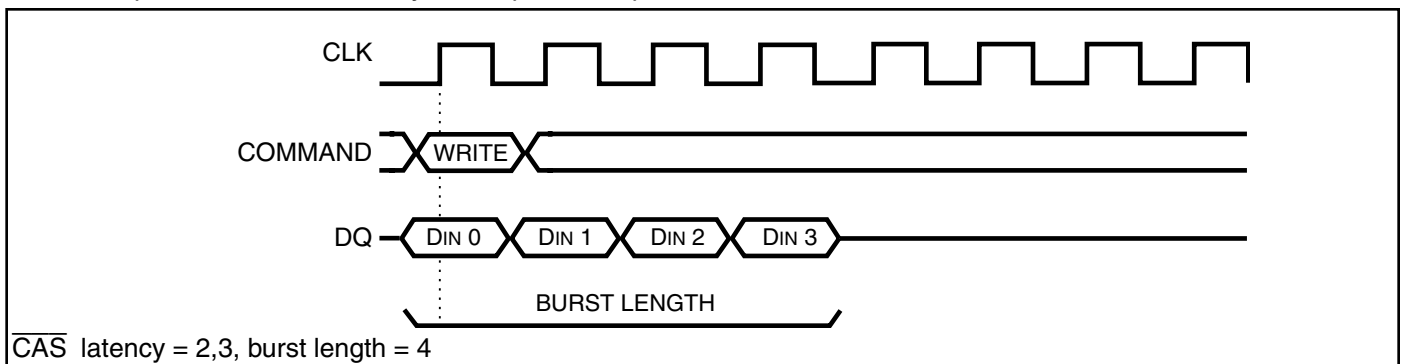 CLK
COMMAND WRITE
DQ DIN 0 DIN 1 DIN 2 DIN 3
BURST LENGTH
CAS latency = 2,3, burst length = 4